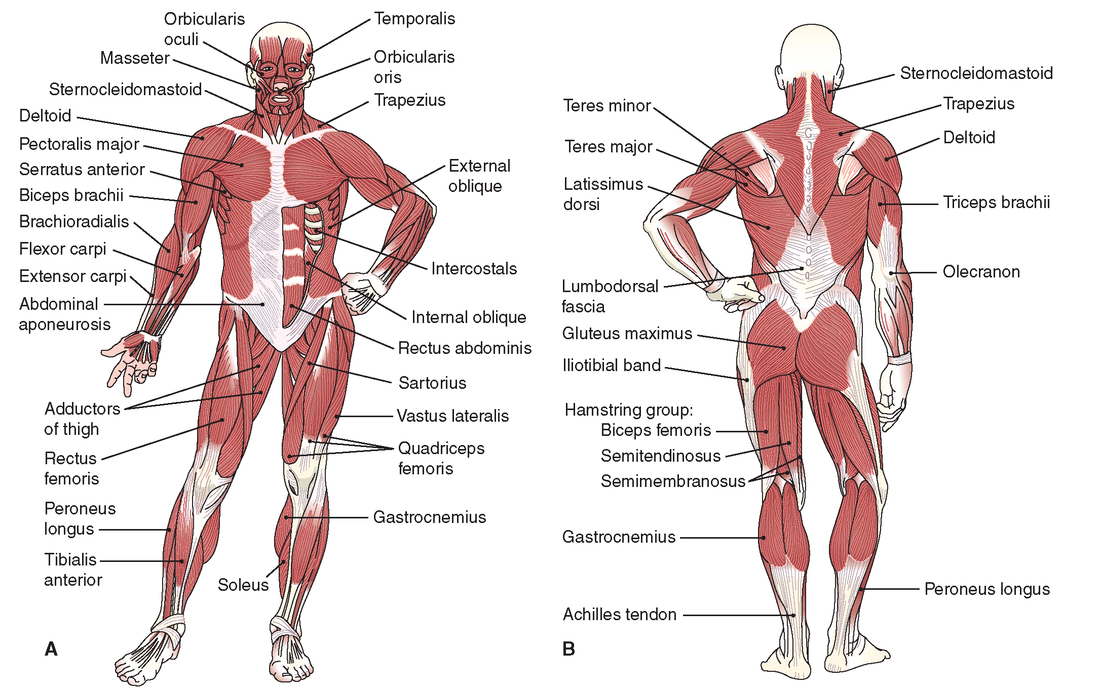 Orbicularis
oculi
Masseter
Sternocleidomastoid
Deltoid
Pectoralis major
Serratus anterior
Biceps brachii
Brachioradialis
Flexor carpi
Extensor carpi
Abdominal
aponeurosis
Adductors
of thigh
Rectus
femoris
Peroneus
longus
Tibialis
anterior
A
Temporalis
Orbicularis
oris
Trapezius
External
oblique
Intercostals
Internal oblique
Rectus abdominis
Sartorius
Vastus lateralis
Quadriceps
femoris
Gastrocnemius
Soleus
Teres minor
Teres major
Latissimus
dorsi
Lumbodorsal
fascia
Gluteus maximus
Iliotibial band
Hamstring group:
Biceps femoris
Semitendinosus
Semimembranosus
Gastrocnemius
Achilles tendon
B
Sternocleidomastoid
Trapezius
Deltoid
Triceps brachii
Olecranon
Peroneus longus